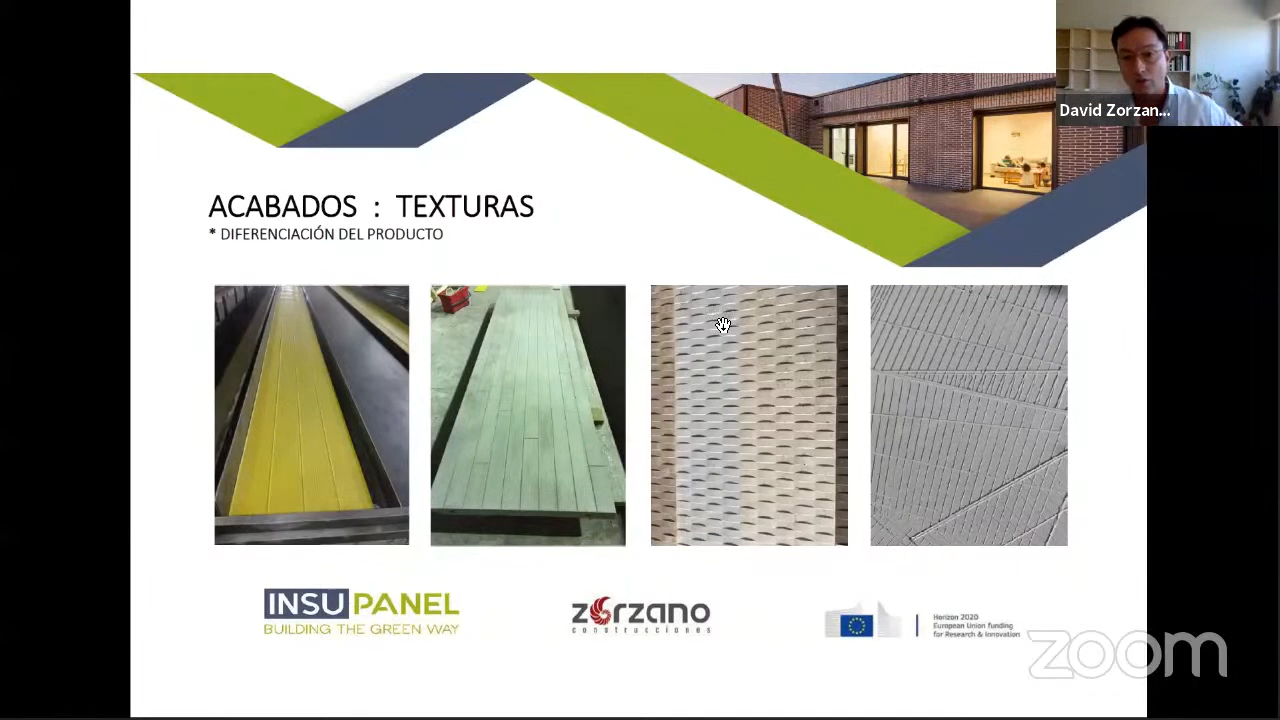 David Zorzan...
ACABADOS : TEXTURAS
* DIFERENCIACIÓN DEL PRODUCTO
INSUPANEL
BUILDING THE GREEN WAY
zorzano
construcciones
Horizon 2020
European Union funding
for Research & Innovation
zoom